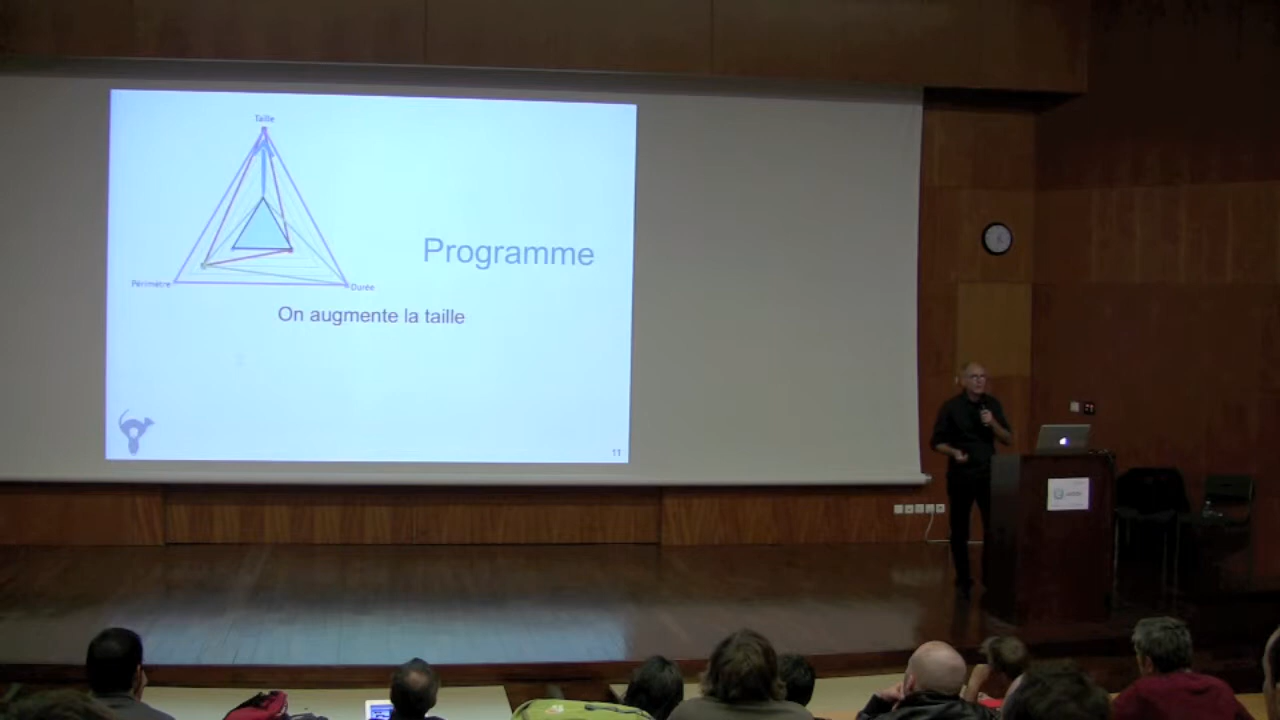 Taille
Programme
Périmètre
Durée
On augmente la taille
11